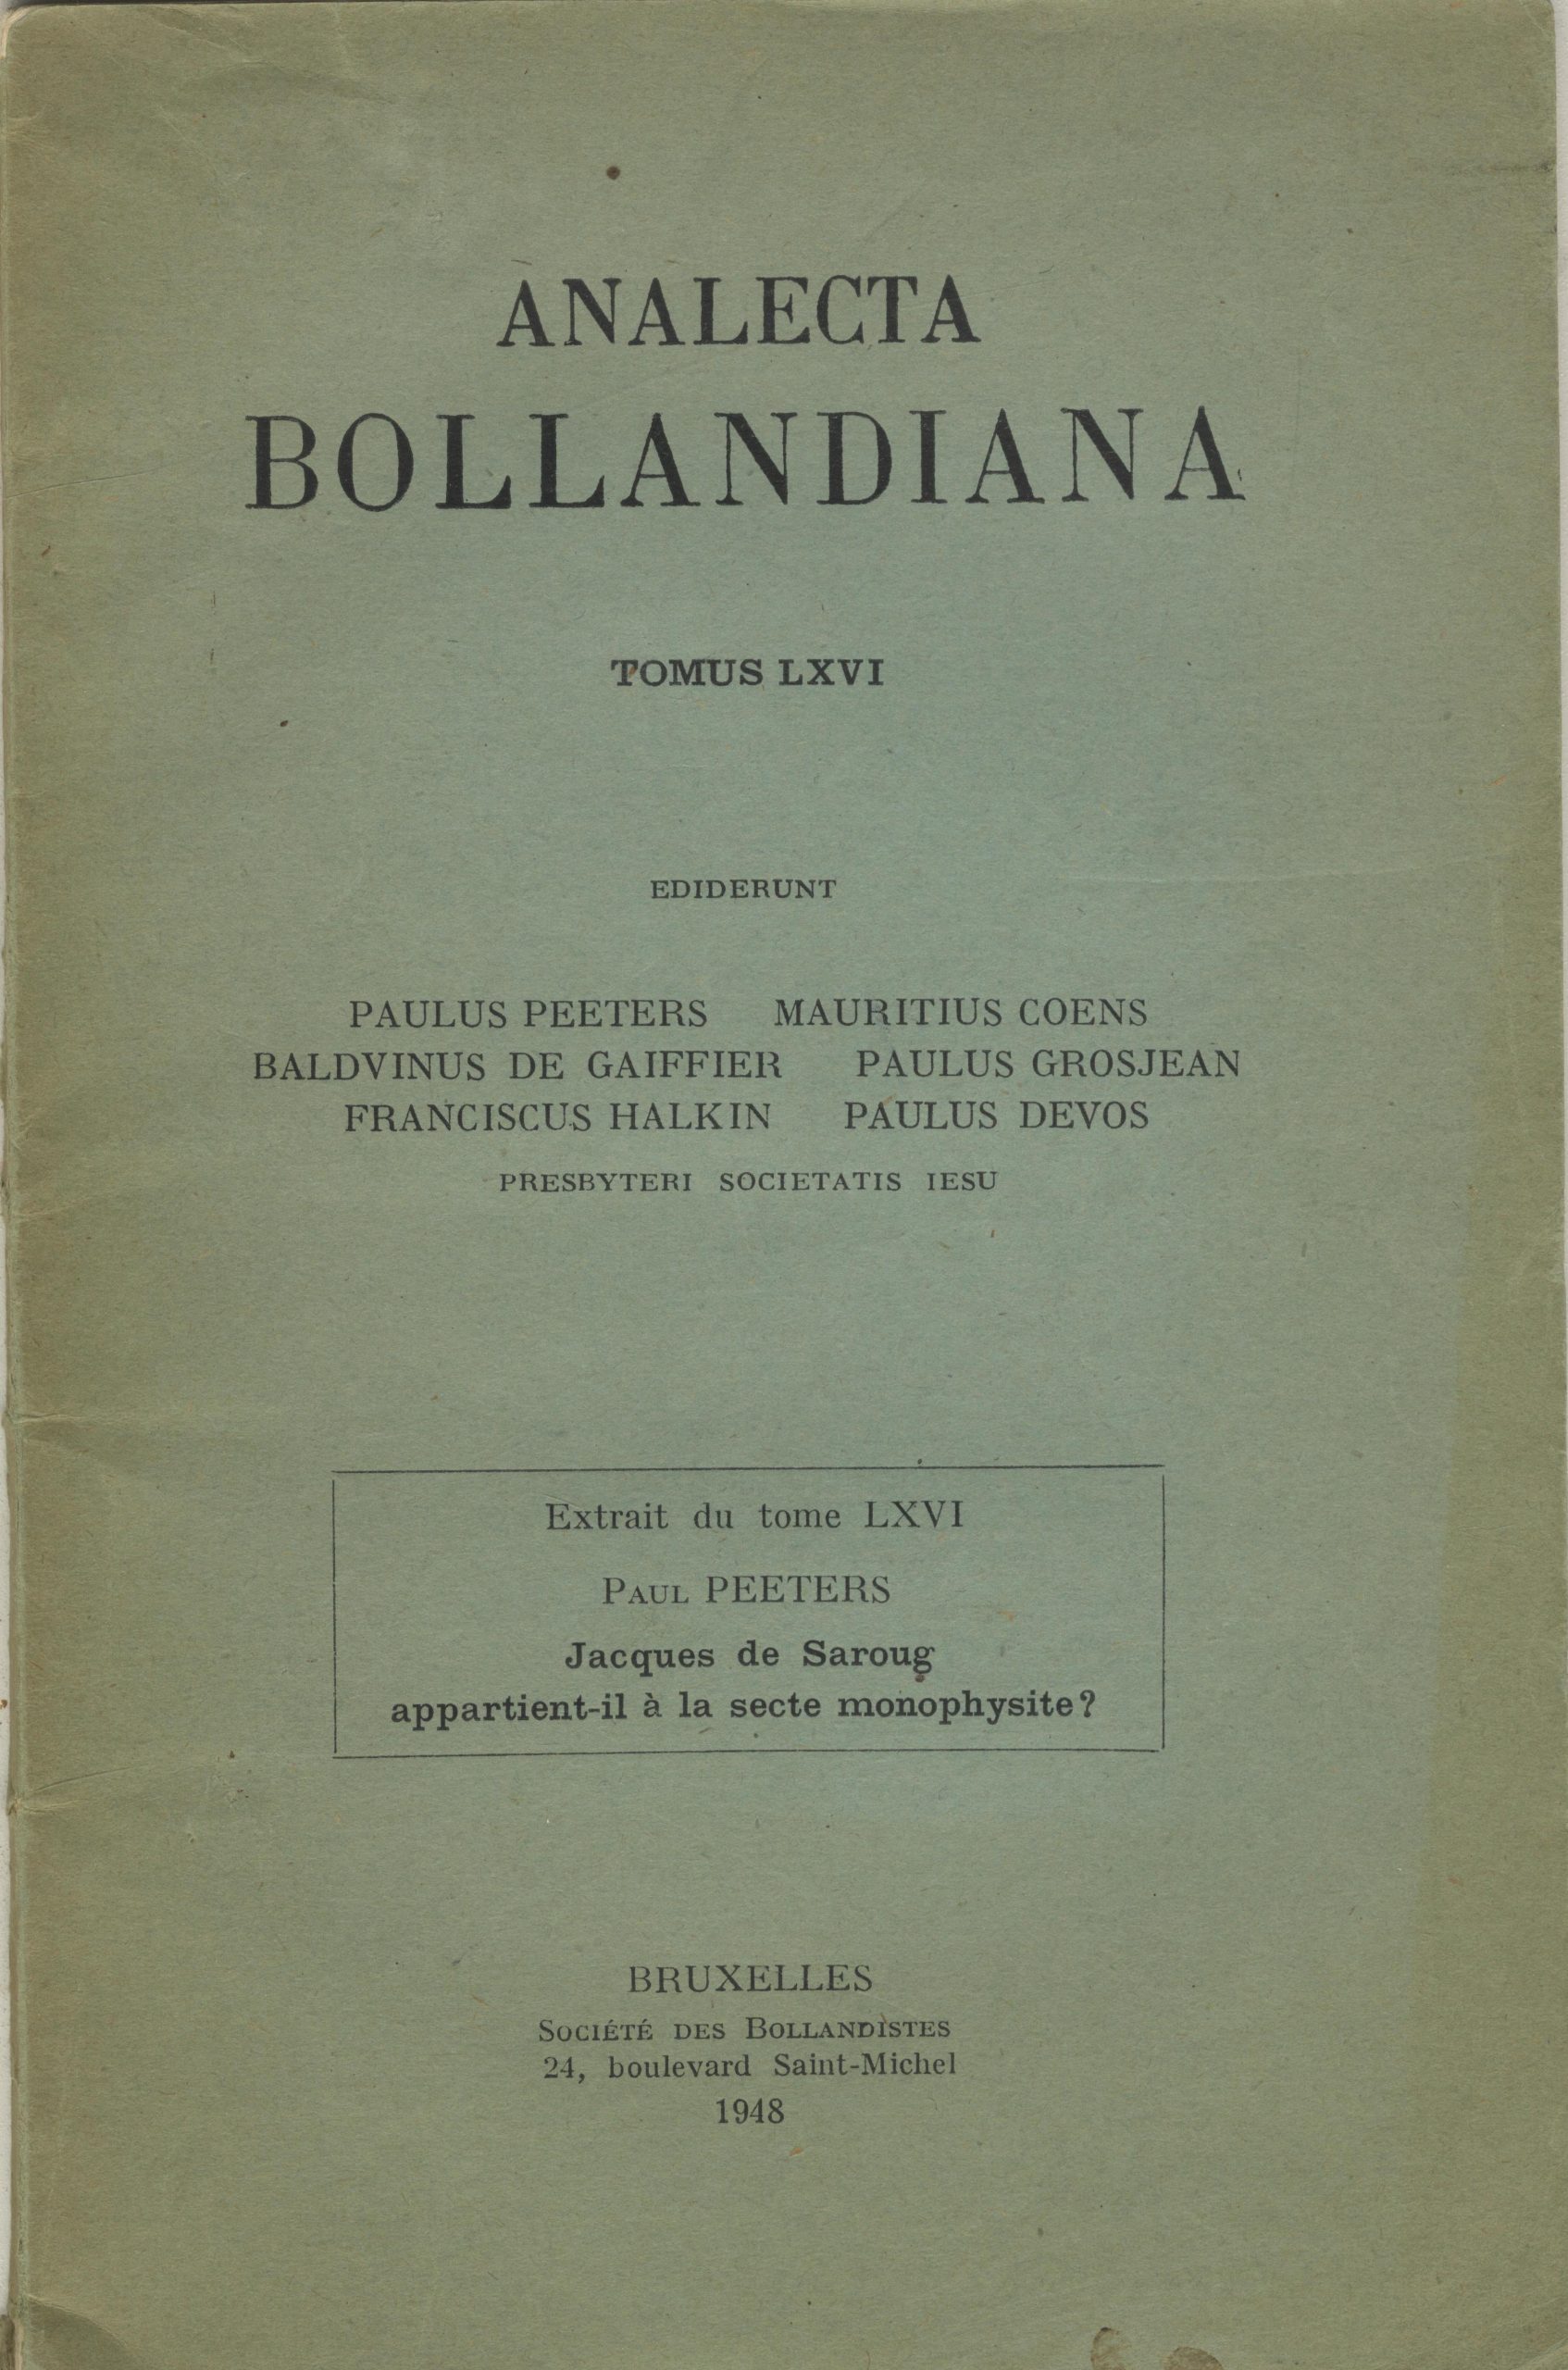 ANALECTA
BOLLANDIANA
TOMUS LXVI
EDIDERUNT
PAULUS PEETERS MAURITIUS COENS
BALDVINUS DE GAIFFIER PAULUS GROSJEAN
FRANCISCUS HALKIN PAULUS DEVOS
PRESBYTERI SOCIETATIS IESU
Extrait du tome LXVI
PAUL PEETERS
Jacques de Saroug
appartient-il à la secte monophysite?
BRUXELLES
SOCIÉTÉ DES BOLLANDISTES
24, boulevard Saint-Michel
1948